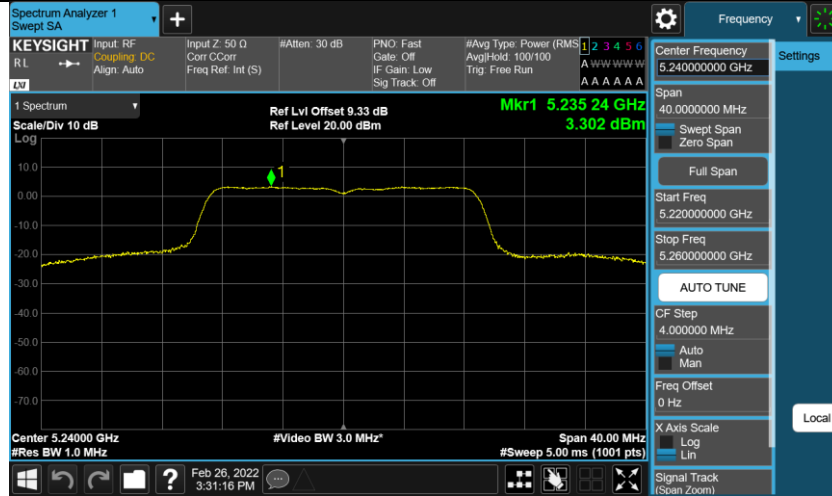 Spectrum Analyzer 1
Swept SA
+
Frequency
KEYSIGHT
RL
LXI
Input: RF
Coupling: DC
Align: Auto
Input Z: 50 Ω
Corr CCorr
Freq Ref: Int (S)
#Atten: 30 dB
PNO: Fast
Gate: Off
IF Gain: Low
Sig Track: Off
#Avg Type: Power (RMS
Avg|Hold: 100/100
Trig: Free Run
1 2 3 4 5 6
A W W W W W
A A A A A A
1 Spectrum
Scale/Div 10 dB
Log
Ref Lvl Offset 9.33 dB
Ref Level 20.00 dBm
Mkr1 5.235 24 GHz
3.302 dBm
1
10.0
0.00
-10.0
-20.0
-30.0
-40.0
-50.0
-60.0
-70.0
Center 5.24000 GHz
#Res BW 1.0 MHz
#Video BW 3.0 MHz*
Span 40.00 MHz
#Sweep 5.00 ms (1001 pts)
?
Feb 26, 2022
3:31:16 PM
Center Frequency
5.240000000 GHz
Span
40.0000000 MHz
Swept Span
Zero Span
Full Span
Start Freq
5.220000000 GHz
Stop Freq
5.260000000 GHz
AUTO TUNE
CF Step
4.000000 MHz
Auto
Man
Freq Offset
0 Hz
X Axis Scale
Log
Lin
Signal Track
(Span Zoom)
Settings
Local